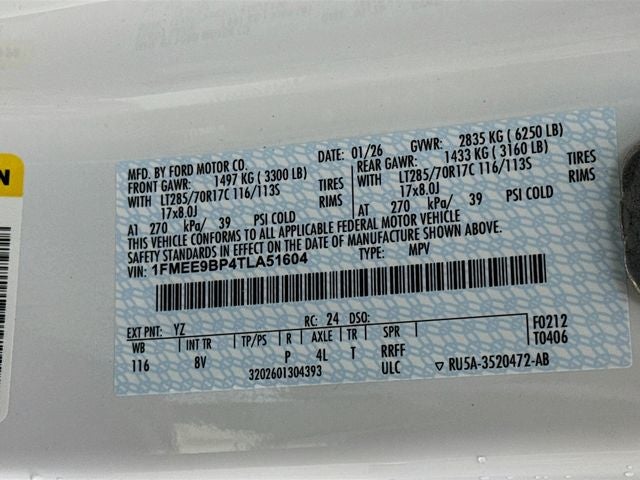 N
MFD. BY FORD MOTOR CO.
DATE: 01/26 GVWR: 2835 KG ( 6250 LB)
FRONT GAWR: 1497 KG ( 3300 LB) REAR GAWR: 1433 KG ( 3160 LB)
WITH LT285/70R17C 116/113S TIRES WITH LT285/70R17C 116/113S TIRES
17x8.0J RIMS 17x8.0J RIMS
AT 270 kPa/ 39 PSI COLD AT 270 kPa/ 39 PSI COLD
THIS VEHICLE CONFORMS TO ALL APPLICABLE FEDERAL MOTOR VEHICLE
SAFETY STANDARDS IN EFFECT ON THE DATE OF MANUFACTURE SHOWN ABOVE.
VIN: 1FMEE9BP4TLA51604 TYPE: MPV
EXT PNT: YZ RC: 24 DSO: F0212
WB INT TR TP/PS R AXLE TR SPR T0406
116 8V P 4L T RRFF
3202601304393 ULC ▽ RU5A-3520472-AB